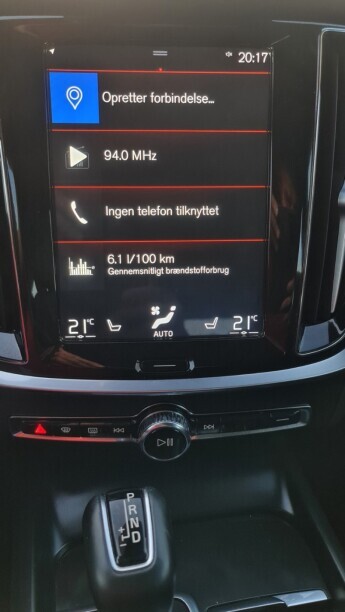 20:17
Opretter forbindelse...
94.0 MHz
Ingen telefon tilknyttet
6.1 l/100 km
Gennemsnitligt brændstofforbrug
21°C AUTO 21°C
P
R
N
D
+
-